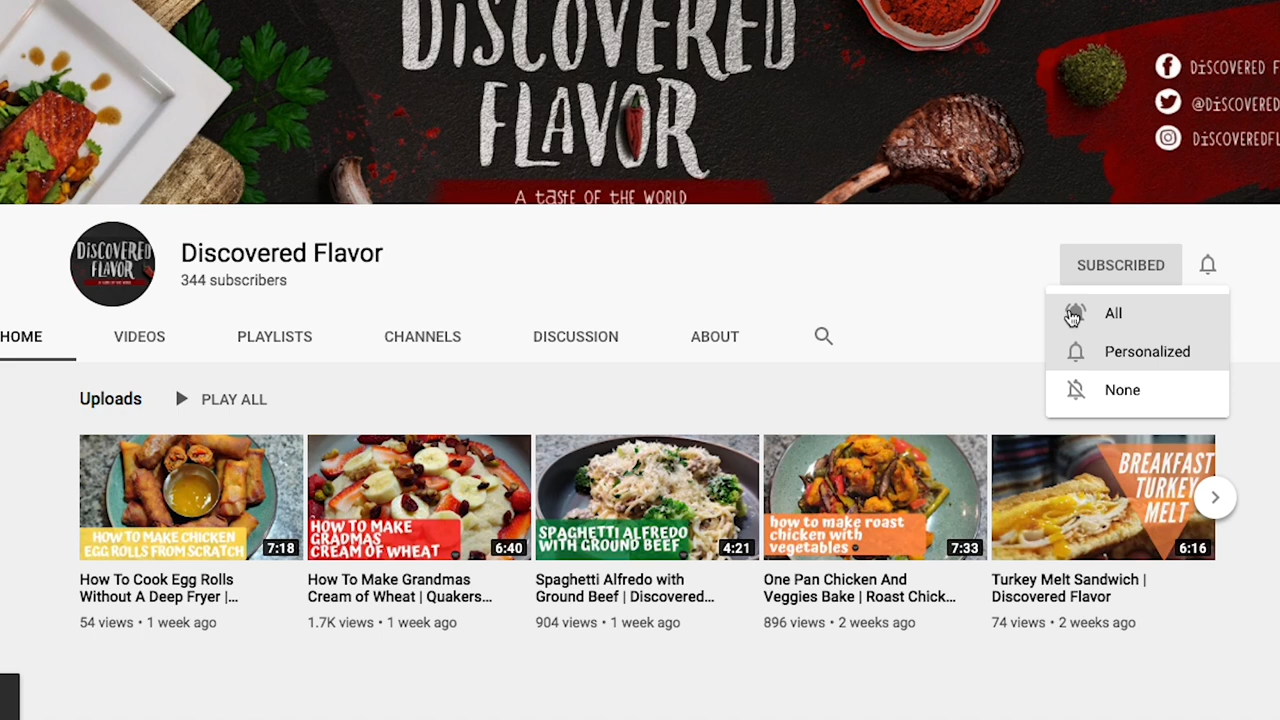 DISCOVERED
FLAVOR
A TASTE OF THE WORLD
DISCOVERED F
@DISCOVERED
DISCOVEREDFL
DISCOVERED
FLAVOR
Discovered Flavor
344 subscribers
SUBSCRIBED
All
Personalized
None
HOME VIDEOS PLAYLISTS CHANNELS DISCUSSION ABOUT
Uploads PLAY ALL
HOW TO MAKE CHICKEN
EGG ROLLS FROM SCRATCH
7:18
HOW TO MAKE
GRADMAS
CREAM OF WHEAT
6:40
SPAGHETTI ALFREDO
WITH GROUND BEEF
4:21
how to make roast
chicken with
vegetables
7:33
BREAKFAST
TURKEY
MELT
6:16
How To Cook Egg Rolls
Without A Deep Fryer |...
54 views • 1 week ago
How To Make Grandmas
Cream of Wheat | Quakers...
1.7K views • 1 week ago
Spaghetti Alfredo with
Ground Beef | Discovered...
904 views • 1 week ago
One Pan Chicken And
Veggies Bake | Roast Chick...
896 views • 2 weeks ago
Turkey Melt Sandwich |
Discovered Flavor
74 views • 2 weeks ago